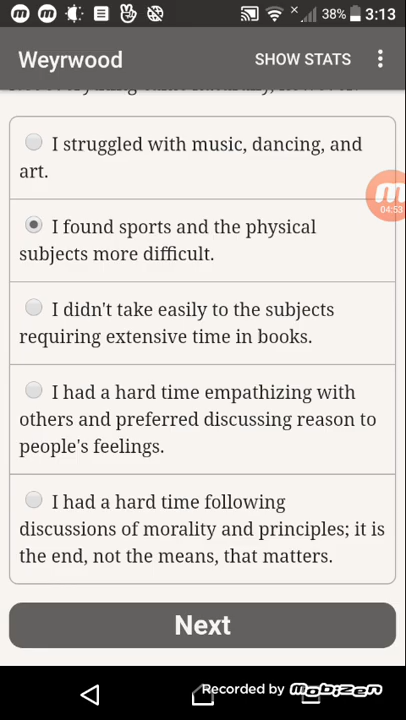 38% 3:13
Weyrwood SHOW STATS
I struggled with music, dancing, and
art.
04:53
I found sports and the physical
subjects more difficult.
I didn't take easily to the subjects
requiring extensive time in books.
I had a hard time empathizing with
others and preferred discussing reason to
people's feelings.
I had a hard time following
discussions of morality and principles; it is
the end, not the means, that matters.
Next
Recorded by mobizen